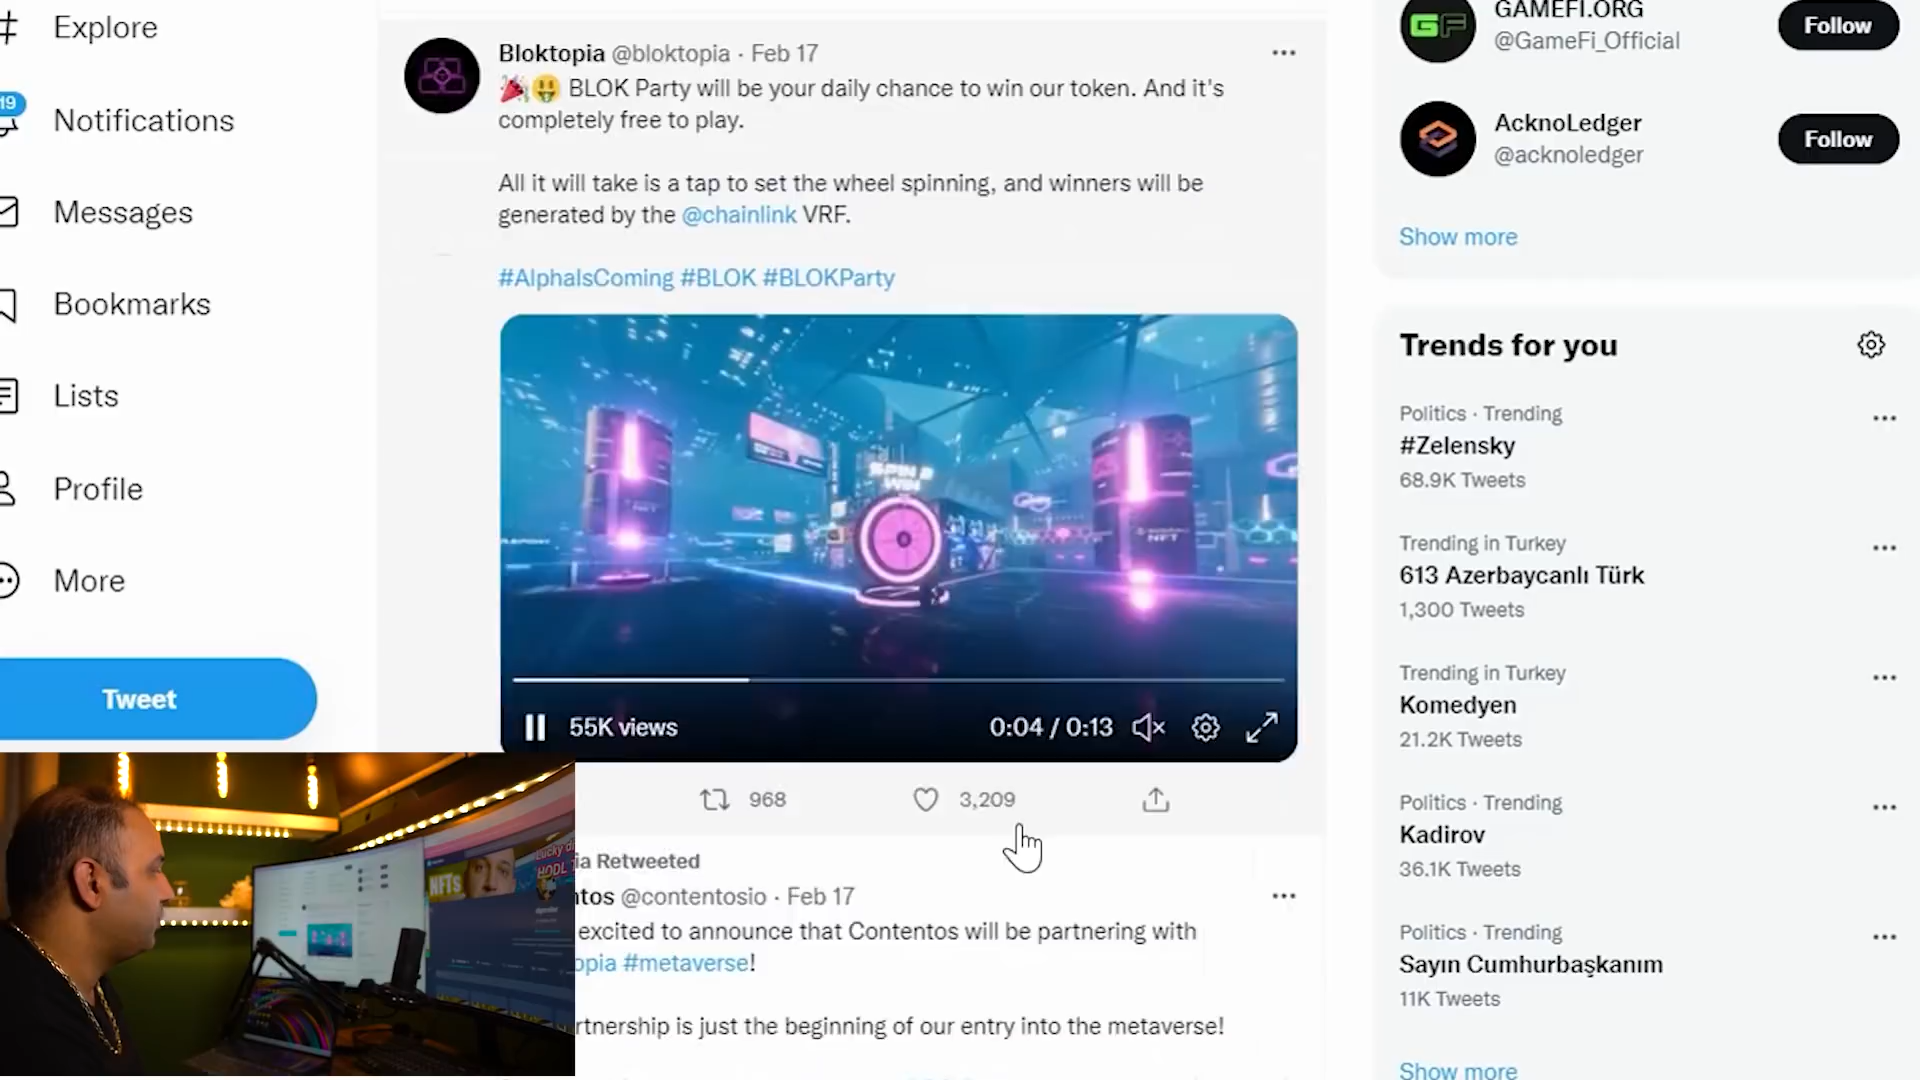 Explore
19
Notifications
Messages
Bookmarks
Lists
Profile
More
Tweet
Bloktopia @bloktopia · Feb 17
BLOK Party will be your daily chance to win our token. And it's
completely free to play.
All it will take is a tap to set the wheel spinning, and winners will be
generated by the @chainlink VRF.
#AlphaIsComing #BLOK #BLOKParty
SPIN 2
WIN
55K views
0:04 / 0:13
968
3,209
ia Retweeted
ntos @contentosio · Feb 17
excited to announce that Contentos will be partnering with
opia #metaverse!
rtnership is just the beginning of our entry into the metaverse!
NFTs
HODL
GF
GAMEFI.ORG
@GameFi_Official
Follow
AcknoLedger
@acknoledger
Follow
Show more
Trends for you
Politics · Trending
#Zelensky
68.9K Tweets
Trending in Turkey
613 Azerbaycanlı Türk
1,300 Tweets
Trending in Turkey
Komedyen
21.2K Tweets
Politics · Trending
Kadirov
36.1K Tweets
Politics · Trending
Sayın Cumhurbaşkanım
11K Tweets
Show more